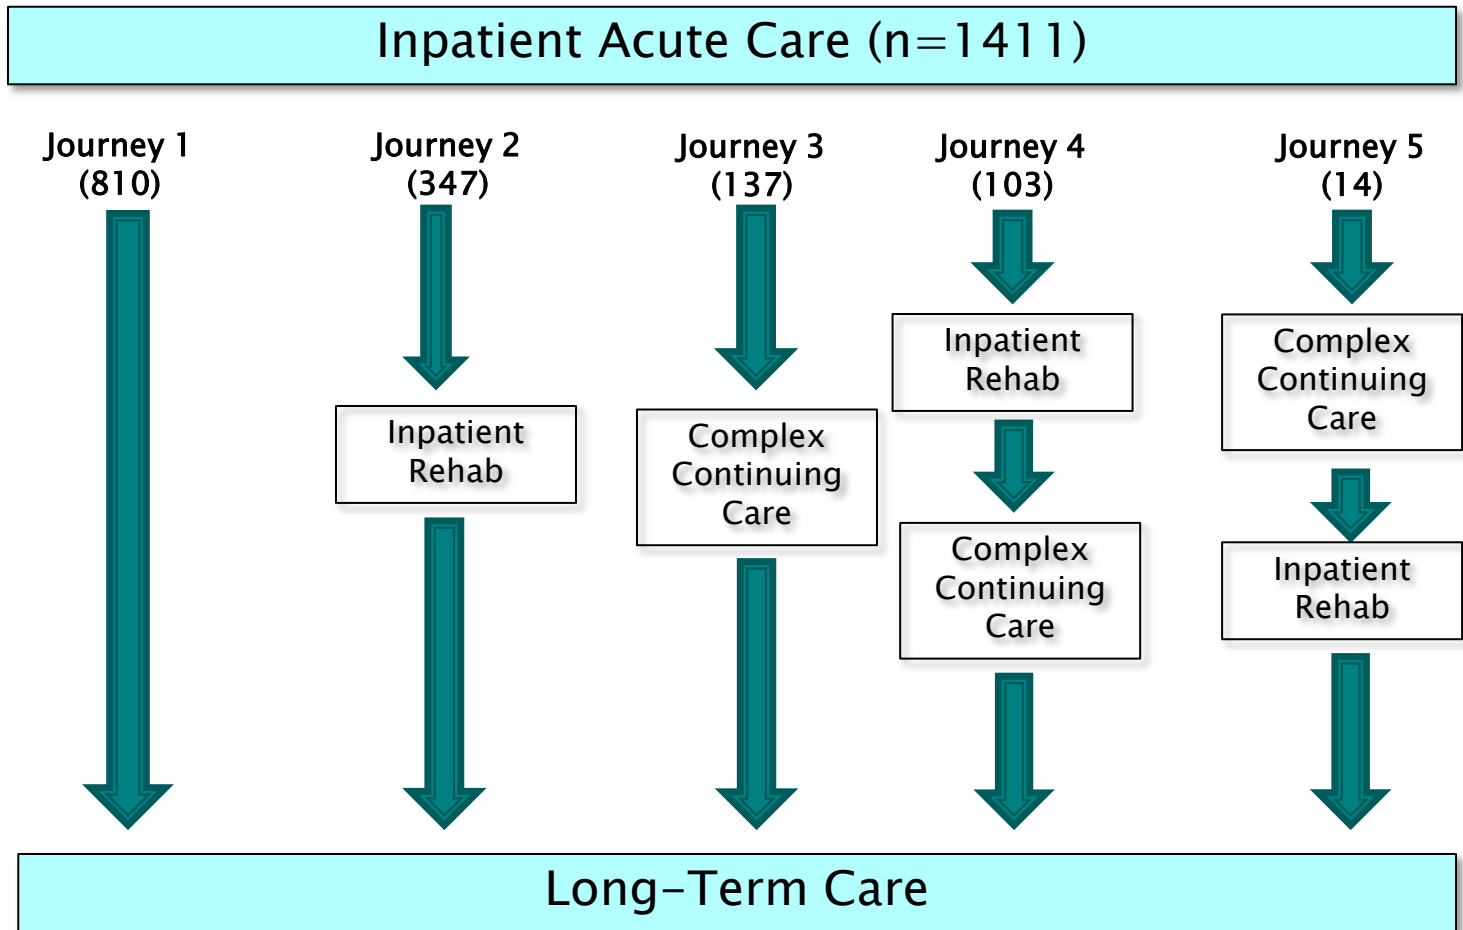 Inpatient Acute Care (n=1411)
Journey 1
(810)
Journey 2
(347)
Journey 3
(137)
Journey 4
(103)
Journey 5
(14)
Inpatient
Rehab
Complex
Continuing
Care
Inpatient
Rehab
Complex
Continuing
Care
Complex
Continuing
Care
Inpatient
Rehab
Long-Term Care